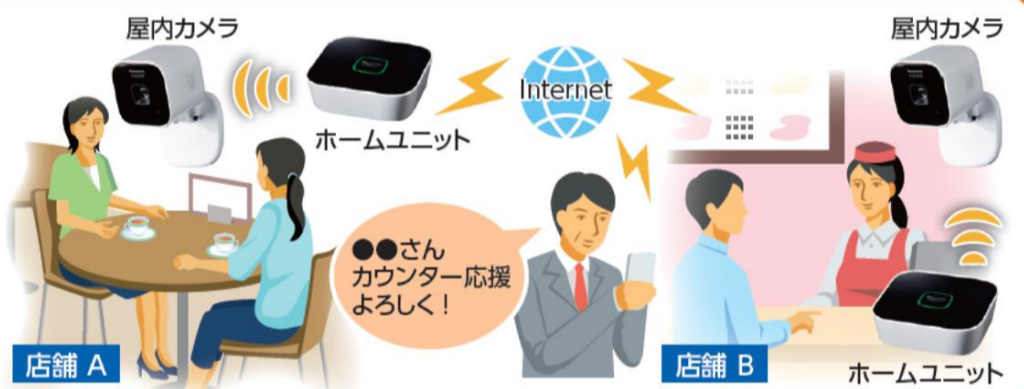 屋内カメラ
ホームユニット
Internet
屋内カメラ
●●さん
カウンター応援
よろしく！
店舗 A
店舗 B
ホームユニット